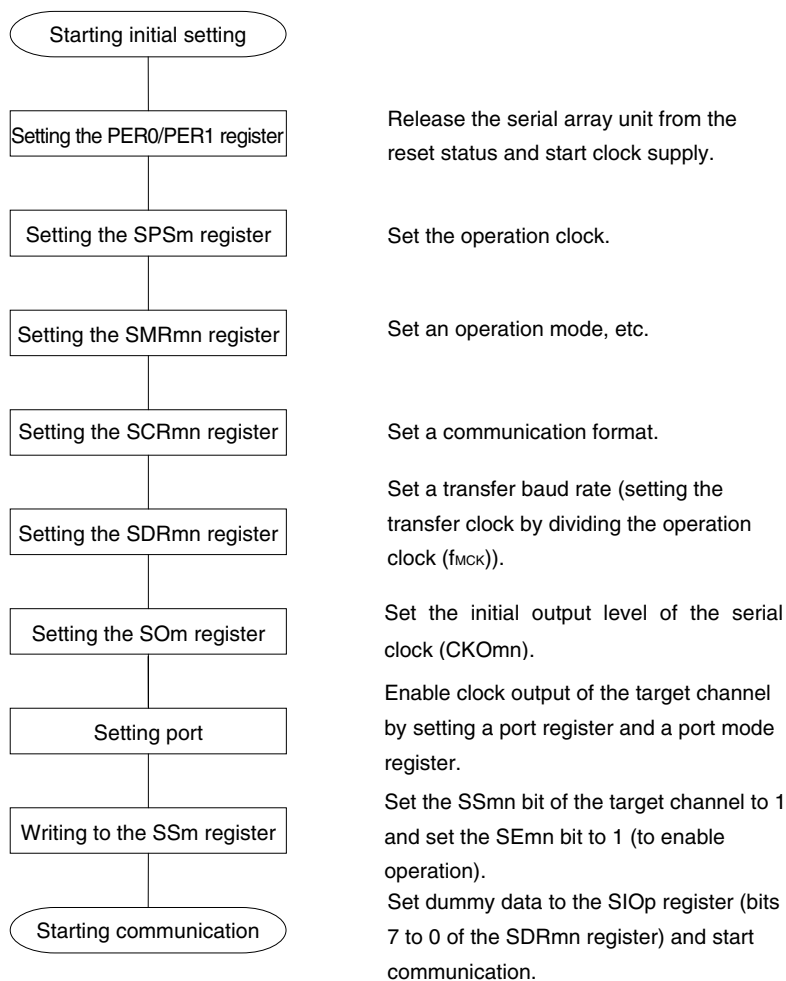 Starting initial setting
Setting the PER0/PER1 register
Release the serial array unit from the
reset status and start clock supply.
Setting the SPSm register
Set the operation clock.
Setting the SMRmn register
Set an operation mode, etc.
Setting the SCRmn register
Set a communication format.
Setting the SDRmn register
Set a transfer baud rate (setting the
transfer clock by dividing the operation
clock (fMCK)).
Setting the SOm register
Set the initial output level of the serial
clock (CKOmn).
Setting port
Enable clock output of the target channel
by setting a port register and a port mode
register.
Writing to the SSm register
Set the SSmn bit of the target channel to 1
and set the SEmn bit to 1 (to enable
operation).
Starting communication
Set dummy data to the SIOp register (bits
7 to 0 of the SDRmn register) and start
communication.